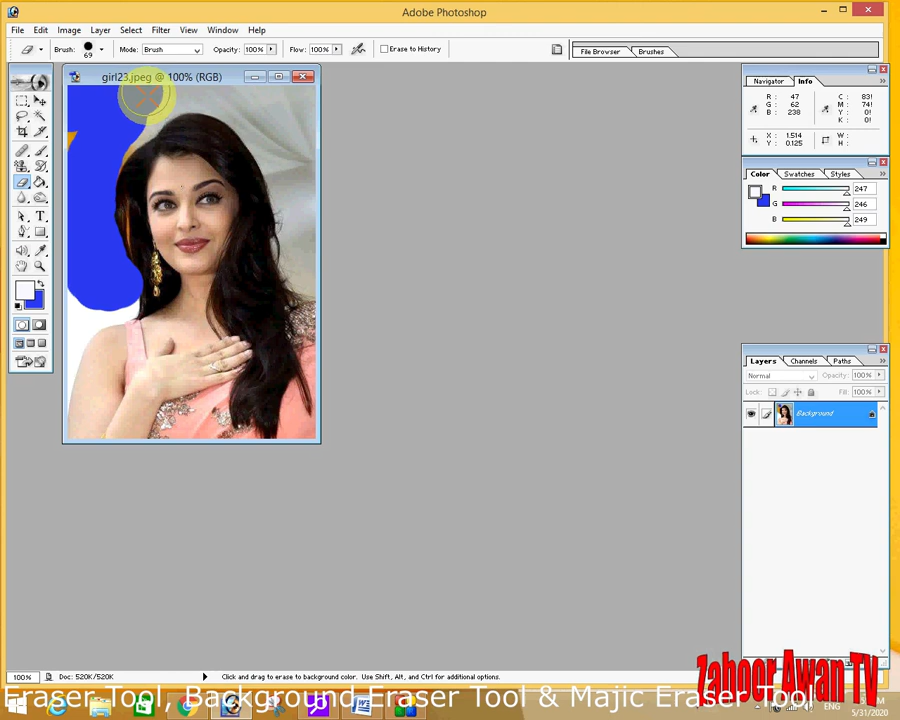 Adobe Photoshop
File Edit Image Layer Select Filter View Window Help
Brush: 69 Mode: Brush Opacity: 100% Flow: 100% Erase to History File Browser Brushes
girl23.jpeg @ 100% (RGB)
Navigator Info
R : 47 C : 83!
G : 62 M : 74!
B : 238 Y : 0!
K : 0!
X : 1.514 W :
Y : 0.125 H :
Color Swatches Styles
R 247
G 246
B 249
Layers Channels Paths
Normal Opacity: 100%
Lock: Fill: 100%
Background
100% Doc: 520K/520K Click and drag to erase to background color. Use Shift, Alt, and Ctrl for additional options.
Zahoor Awan TV
Eraser Tool, Background Eraser Tool & Majic Eraser Tool
ENG
5/31/2020